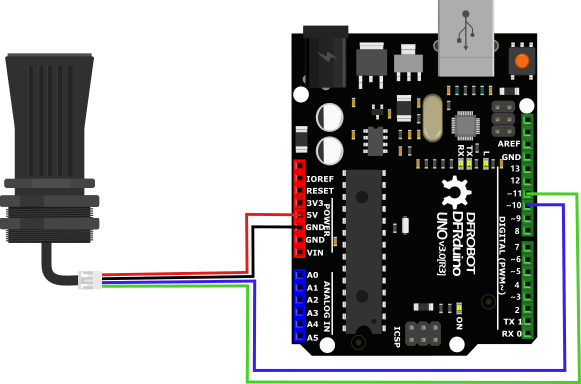 IOREF
RESET
3V3
5V
GND
GND
VIN
POWER
A0
A1
A2
A3
A4
A5
ANALOG IN
RX
TX
L
DFROBOT
DFRduino
UNO v3.0[R3]
AREF
GND
13
12
~11
~10
~9
8
7
~6
~5
4
~3
2
TX 1
RX 0
DIGITAL (PWM~)
ICSP
ON